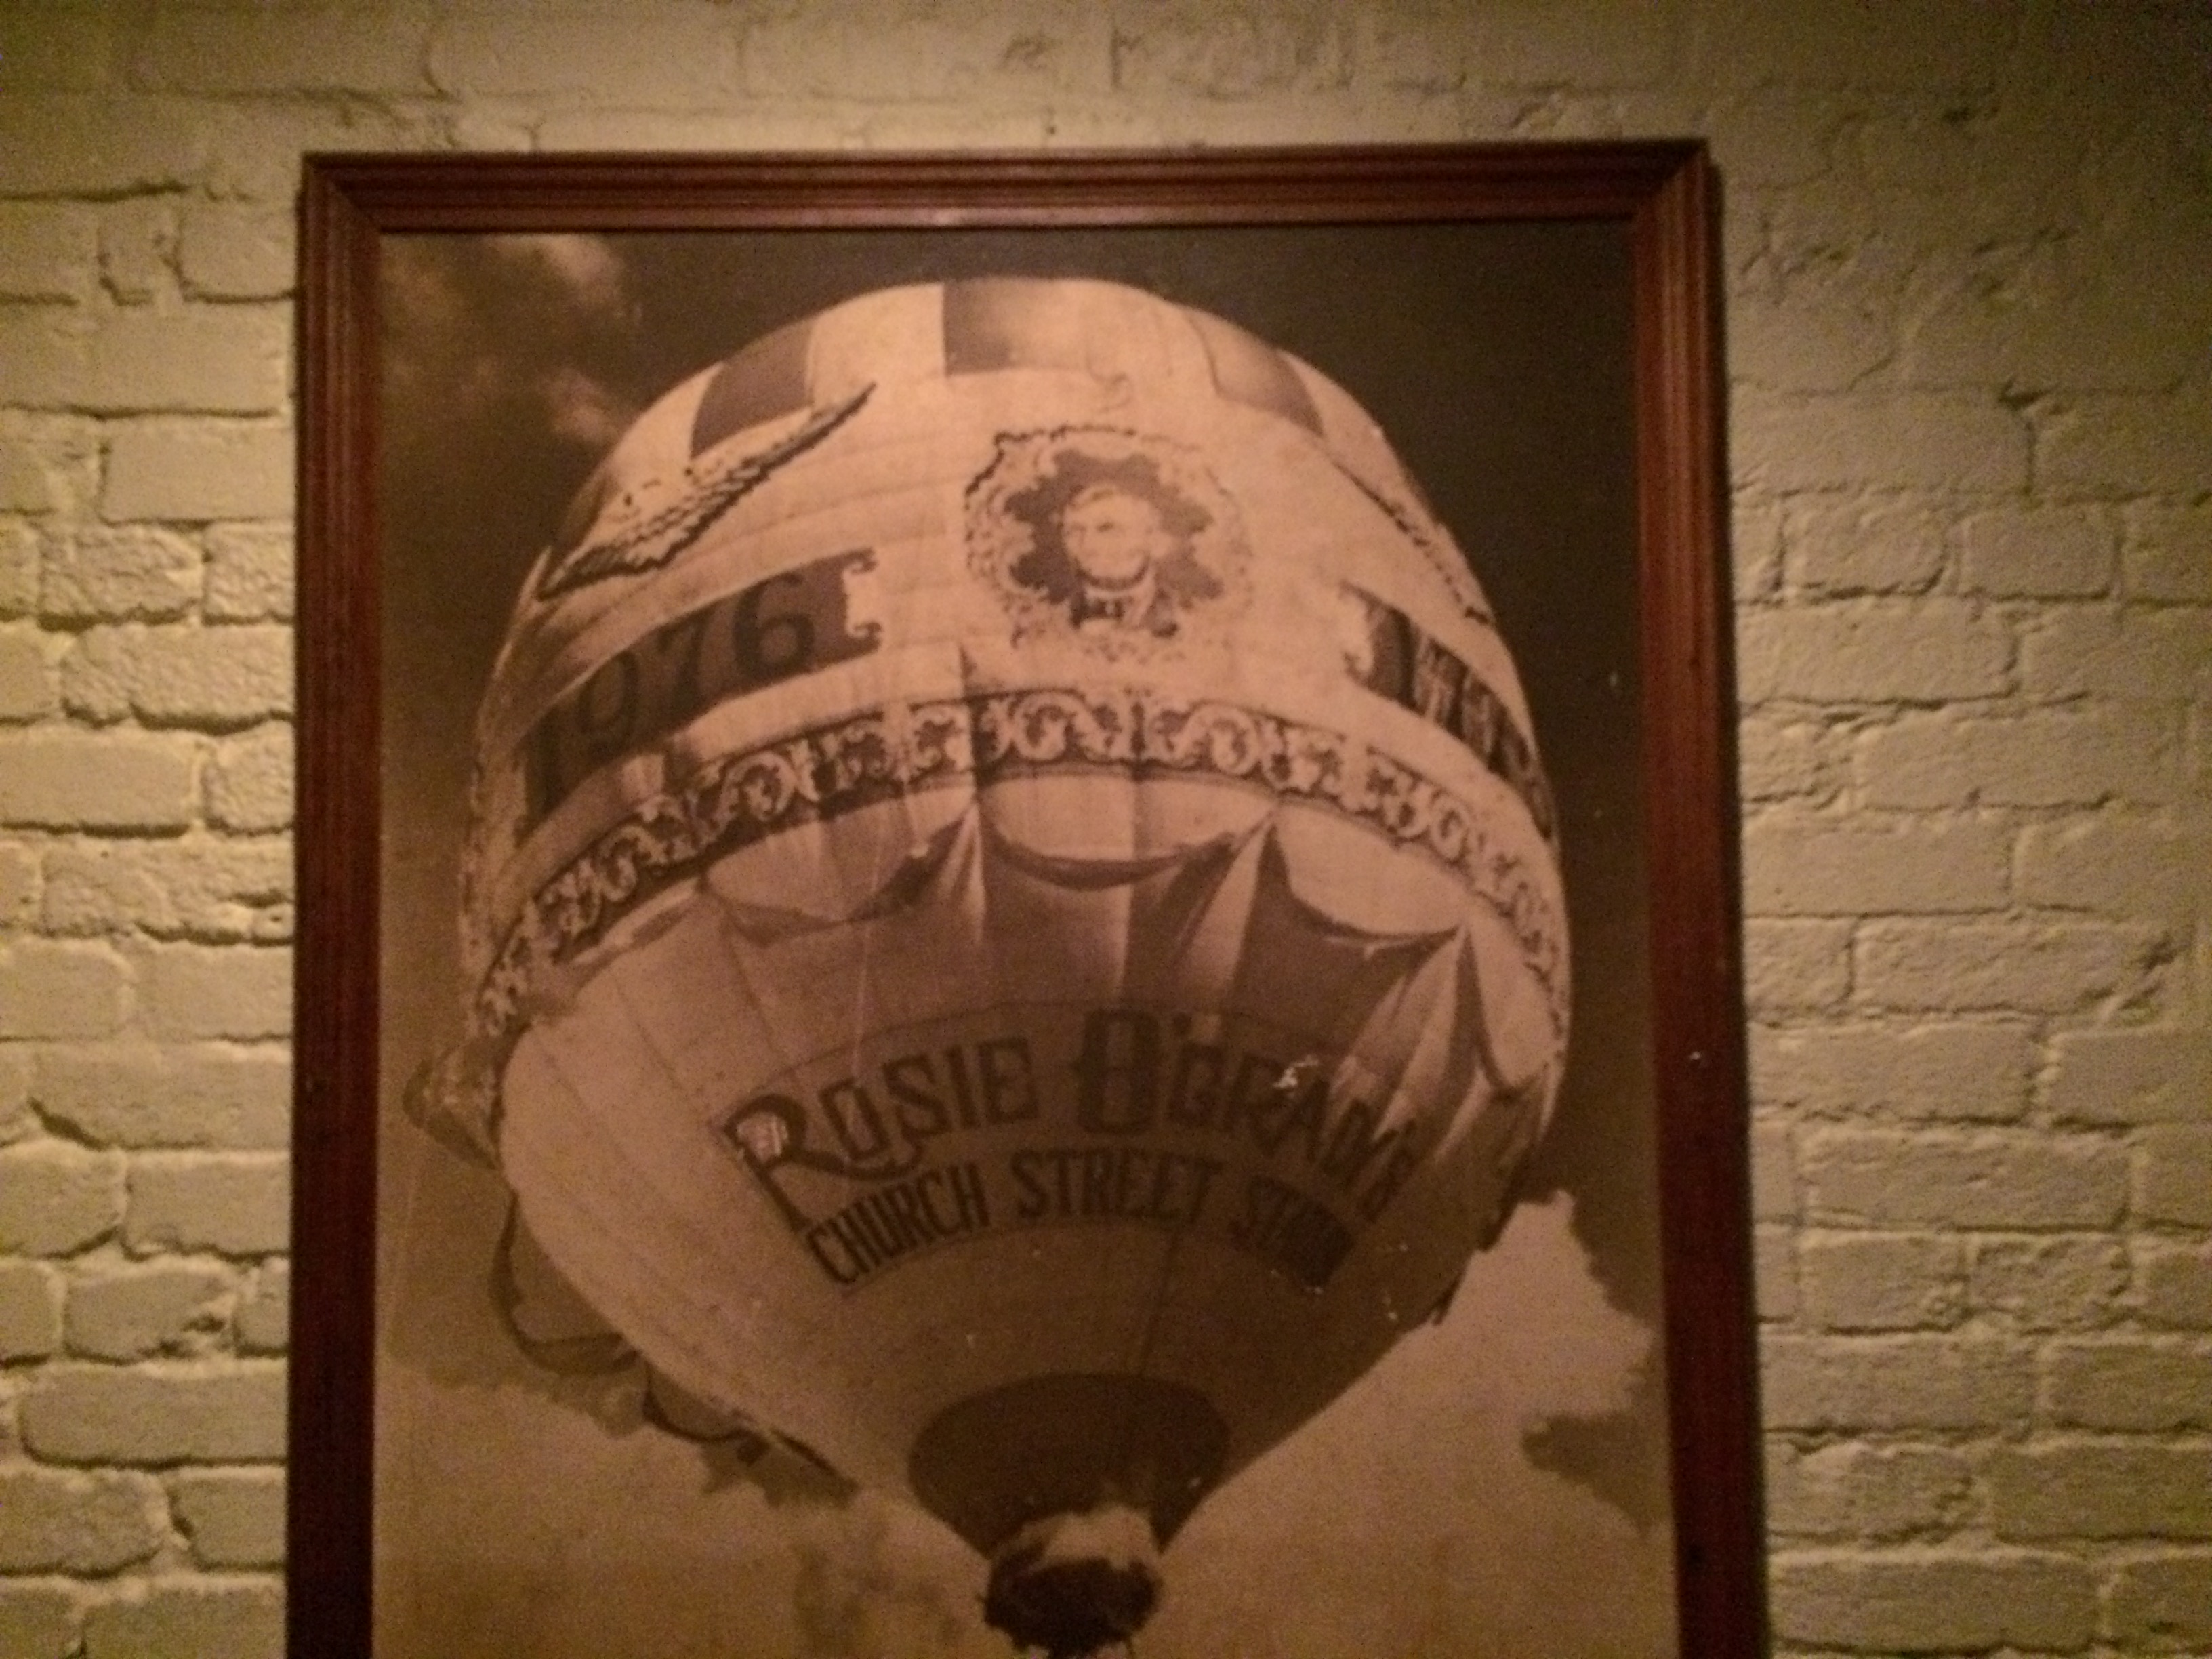 1976
ROSIE O'GRADY'S
CHURCH STREET